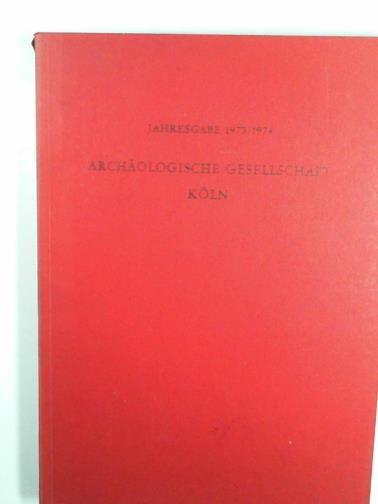 JAHRESGABE 1973/1974
ARCHÄOLOGISCHE GESELLSCHAFT
KÖLN